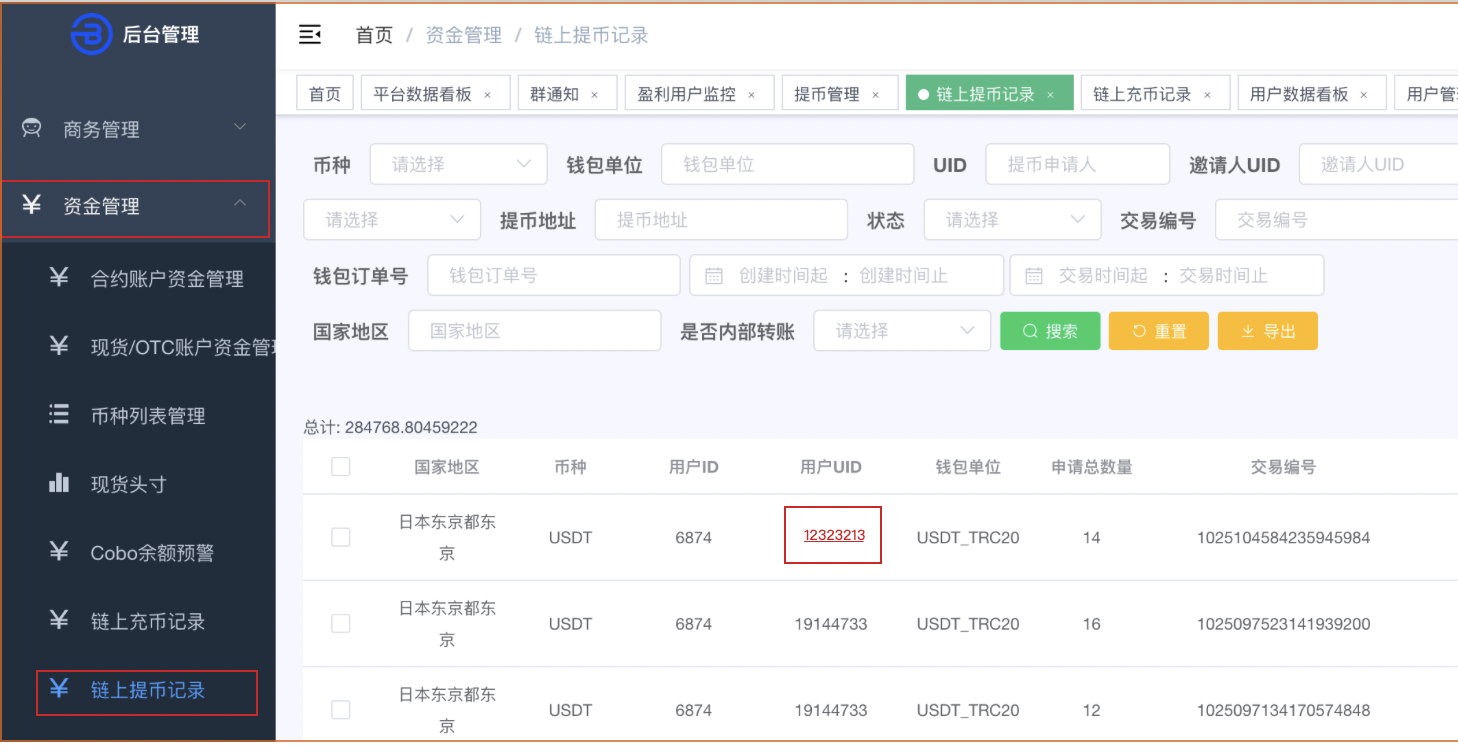 后台管理
首页 / 资金管理 / 链上提币记录
首页 平台数据看板 × 群通知 × 盈利用户监控 × 提币管理 × 链上提币记录 × 链上充币记录 × 用户数据看板 × 用户管
商务管理
资金管理
合约账户资金管理
现货/OTC账户资金管
币种列表管理
现货头寸
Cobo余额预警
链上充币记录
链上提币记录
币种 请选择 钱包单位 钱包单位 UID 提币申请人 邀请人UID 邀请人UID
请选择 提币地址 提币地址 状态 请选择 交易编号 交易编号
钱包订单号 钱包订单号 创建时间起 : 创建时间止 交易时间起 : 交易时间止
国家地区 国家地区 是否内部转账 请选择 搜索 重置 导出
总计: 284768.80459222
国家地区 币种 用户ID 用户UID 钱包单位 申请总数量 交易编号
日本东京都东
京 USDT 6874 12323213 USDT_TRC20 14 1025104584235945984
日本东京都东
京 USDT 6874 19144733 USDT_TRC20 16 1025097523141939200
日本东京都东
京 USDT 6874 19144733 USDT_TRC20 12 1025097134170574848